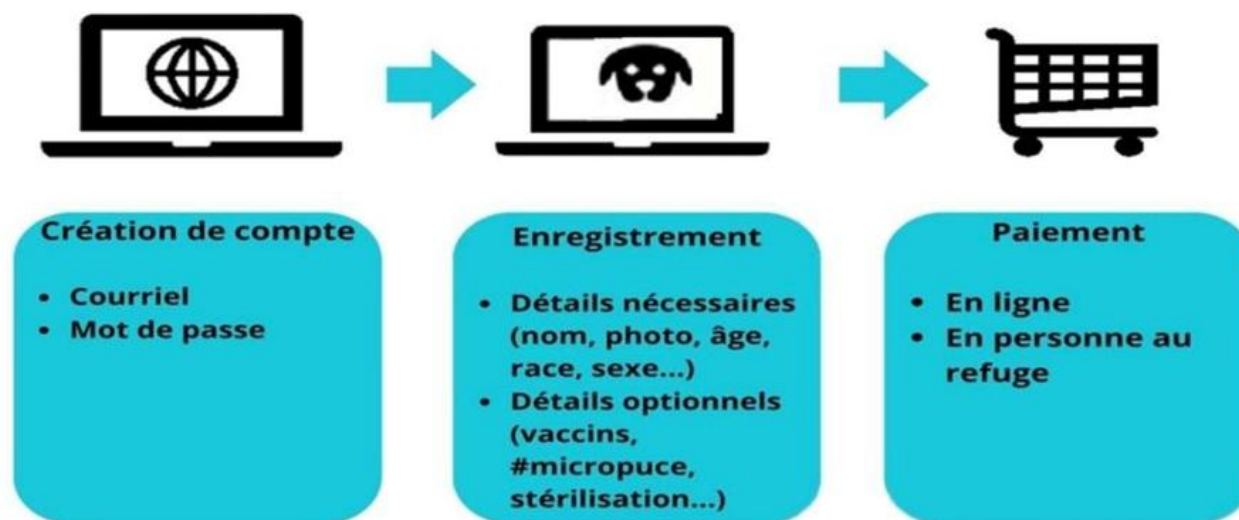 Création de compte
• Courriel
• Mot de passe
Enregistrement
• Détails nécessaires
(nom, photo, âge,
race, sexe...)
• Détails optionnels
(vaccins,
#micropuce,
stérilisation...)
Paiement
• En ligne
• En personne au
refuge